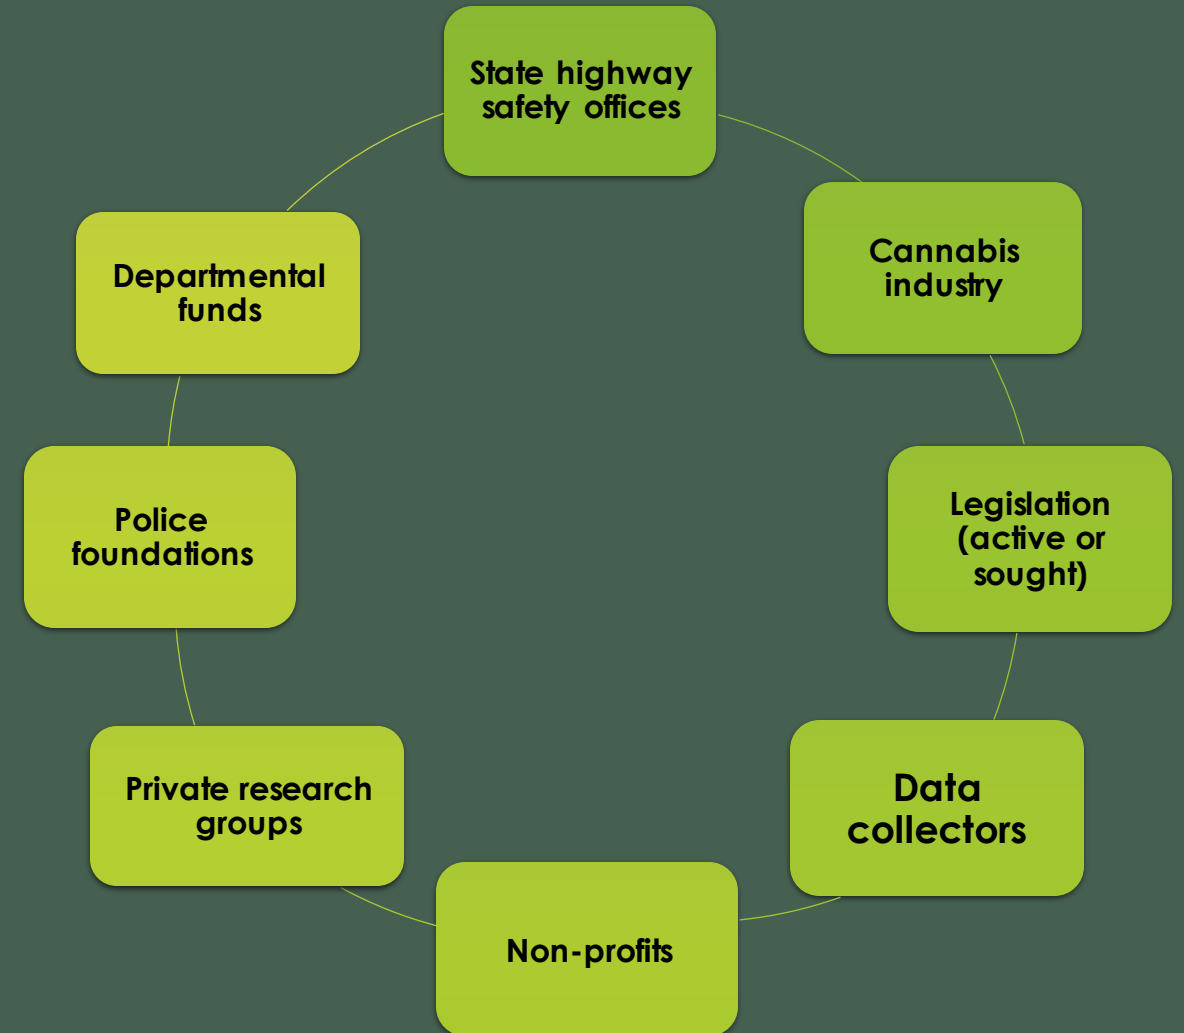 State highway
safety offices
Cannabis
industry
Legislation
(active or
sought)
Data
collectors
Non-profits
Private research
groups
Police
foundations
Departmental
funds